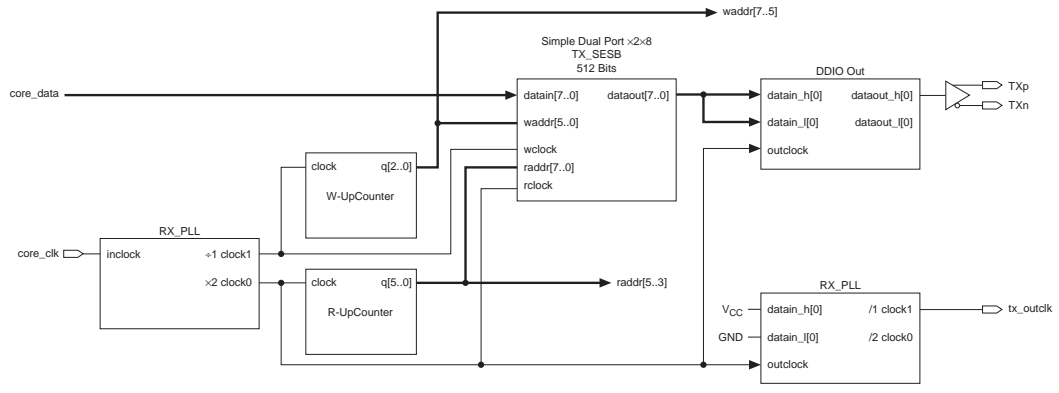 waddr[7..5]
Simple Dual Port ×2×8
TX_SESB
512 Bits
DDIO Out
core_data
datain[7..0] dataout[7..0]
waddr[5..0]
wclock
raddr[7..0]
rclock
datain_h[0] dataout_h[0]
datain_l[0] dataout_l[0]
outclock
TXp
TXn
clock q[2..0]
W-UpCounter
RX_PLL
core_clk
inclock ÷1 clock1
×2 clock0
clock q[5..0]
R-UpCounter
raddr[5..3]
RX_PLL
VCC datain_h[0] /1 clock1
GND datain_l[0] /2 clock0
outclock
tx_outclk